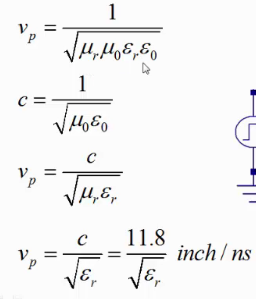 v_p = 1 / √(μ_r μ_0 ε_r ε_0)
c = 1 / √(μ_0 ε_0)
v_p = c / √(μ_r ε_r)
v_p = c / √ε_r = 11.8 / √ε_r inch / ns